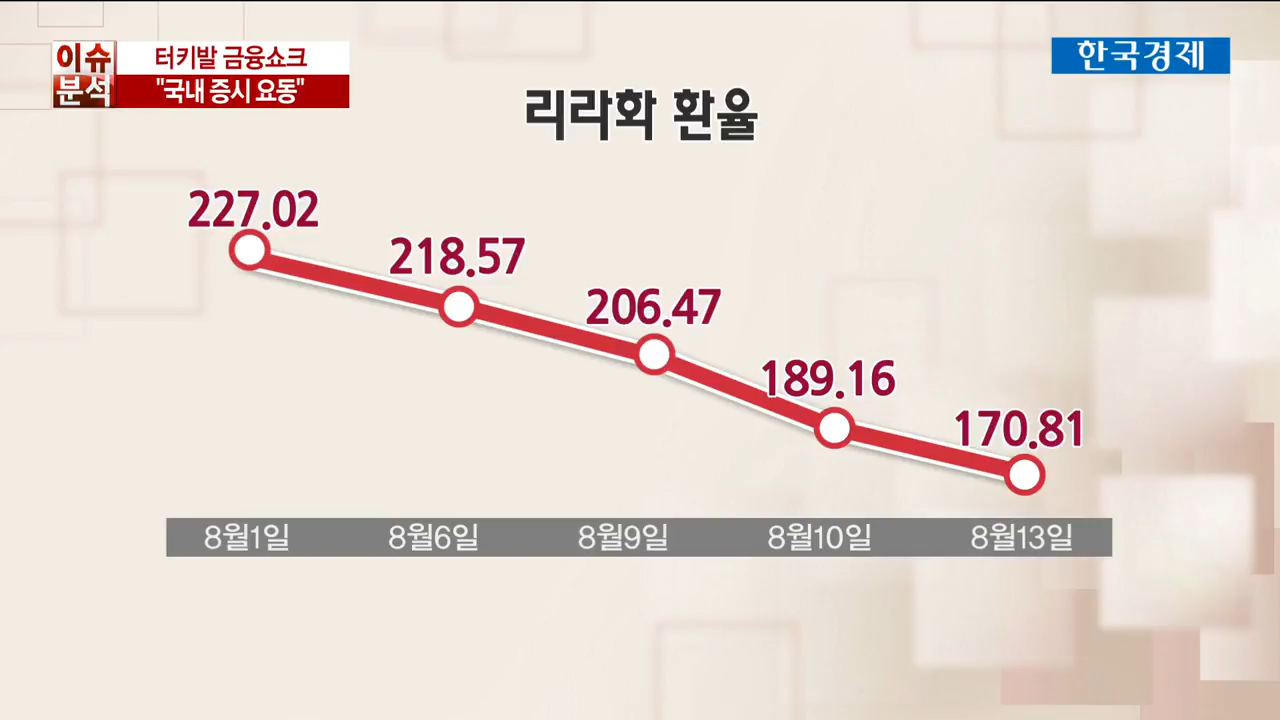 이슈
분석
터키발 금융쇼크
"국내 증시 요동"
한국경제
리라화 환율
227.02
218.57
206.47
189.16
170.81
8월1일 8월6일 8월9일 8월10일 8월13일